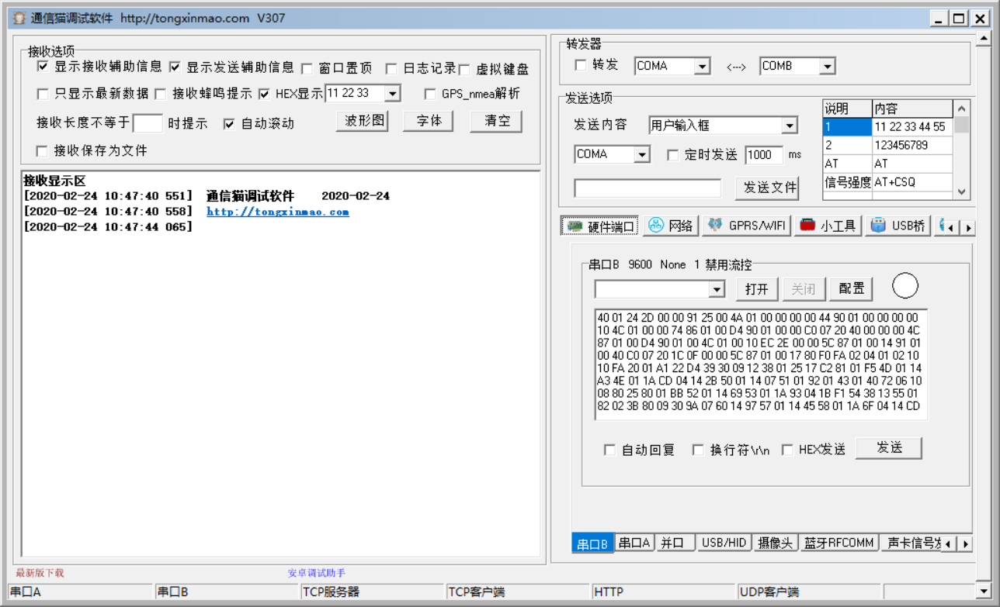 通信猫调试软件 http://tongxinmao.com V307
接收选项
显示接收辅助信息 显示发送辅助信息 窗口置顶 日志记录 虚拟键盘
只显示最新数据 接收蜂鸣提示 HEX显示 11 22 33 GPS_nmea解析
接收长度不等于 时提示 自动滚动 波形图 字体 清空
接收保存为文件
接收显示区
[2020-02-24 10:47:40 551] 通信猫调试软件 2020-02-24
[2020-02-24 10:47:40 558] http://tongxinmao.com
[2020-02-24 10:47:44 065]
转发器
转发 COMA <--> COMB
发送选项
发送内容 用户输入框
COMA 定时发送 1000 ms
发送文件
说明 内容
1 11 22 33 44 55
2 123456789
AT AT
信号强度 AT+CSQ
硬件端口 网络 GPRS/WIFI 小工具 USB桥
串口B 9600 None 1 禁用流控
打开 关闭 配置
40 01 24 2D 00 00 91 25 00 4A 01 00 00 00 00 44 90 01 00 00 00 00
10 4C 01 00 00 74 86 01 00 D4 90 01 00 00 C0 07 20 40 00 00 00 4C
87 01 00 D4 90 01 00 4C 01 00 10 EC 2E 00 00 5C 87 01 00 14 91 01
00 40 C0 07 20 1C 0F 00 00 5C 87 01 00 17 80 F0 FA 02 04 01 02 10
10 FA 20 01 A1 22 D4 39 30 09 12 38 01 25 17 C2 81 01 F5 4D 01 14
A3 4E 01 1A CD 04 14 2B 50 01 14 07 51 01 92 01 43 01 40 72 06 10
08 80 25 80 01 BB 52 01 14 69 53 01 1A 93 04 1B F1 54 38 13 55 01
82 02 3B 80 09 30 9A 07 60 14 97 57 01 14 45 58 01 1A 6F 04 14 CD
自动回复 换行符\r\n HEX发送 发送
串口B 串口A 并口 USB/HID 摄像头 蓝牙RFCOMM 声卡信号发
最新版下载 安卓调试助手
串口A 串口B TCP服务器 TCP客户端 HTTP UDP客户端